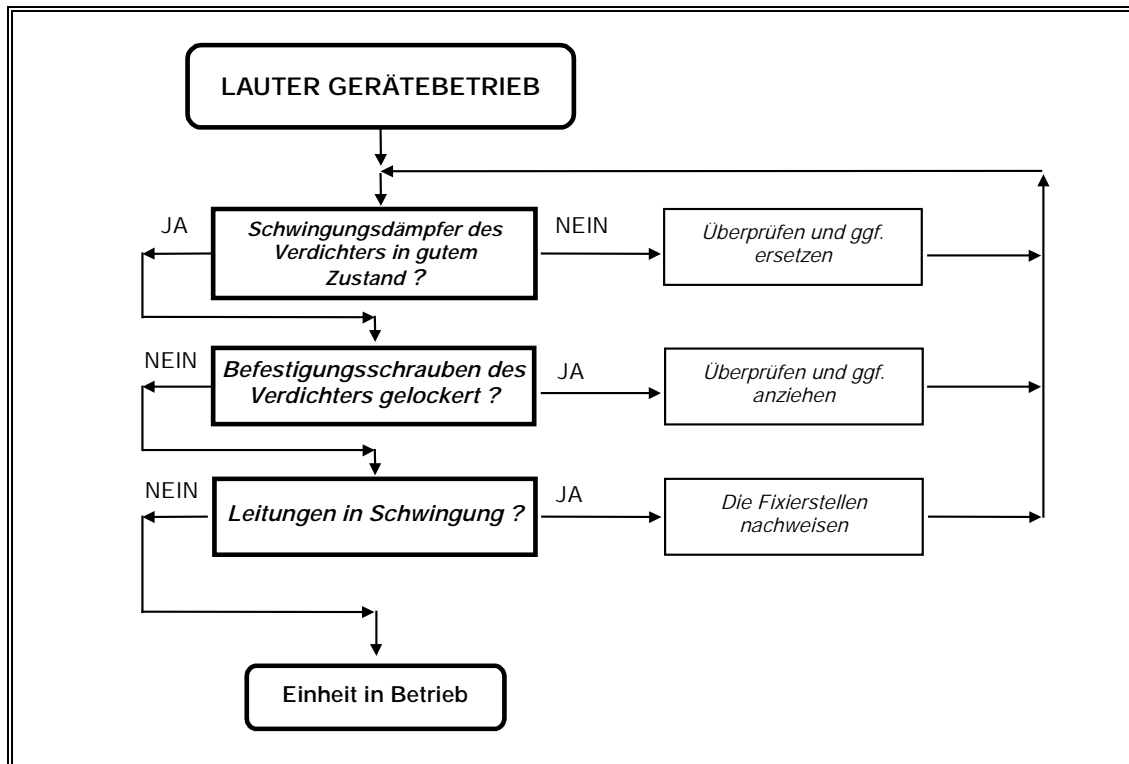 LAUTER GERÄTEBETRIEB
JA
Schwingungsdämpfer des
Verdichters in gutem
Zustand ?
NEIN
Überprüfen und ggf.
ersetzen
NEIN
Befestigungsschrauben des
Verdichters gelockert ?
JA
Überprüfen und ggf.
anziehen
NEIN
Leitungen in Schwingung ?
JA
Die Fixierstellen
nachweisen
Einheit in Betrieb